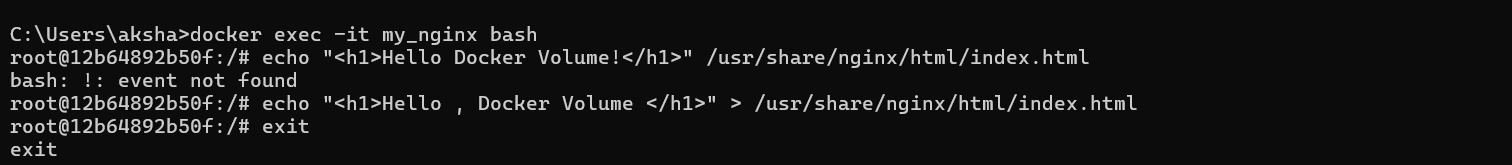 C:\Users\aksha>docker exec -it my_nginx bash
root@12b64892b50f:/# echo "<h1>Hello Docker Volume!</h1>" /usr/share/nginx/html/index.html
bash: !: event not found
root@12b64892b50f:/# echo "<h1>Hello , Docker Volume </h1>" > /usr/share/nginx/html/index.html
root@12b64892b50f:/# exit
exit